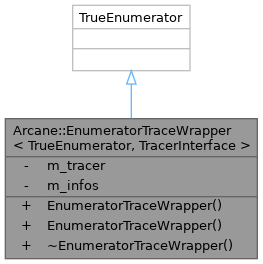 TrueEnumerator
Arcane::EnumeratorTraceWrapper
< TrueEnumerator, TracerInterface >
- m_tracer
- m_infos
+ EnumeratorTraceWrapper()
+ EnumeratorTraceWrapper()
+ ~EnumeratorTraceWrapper()